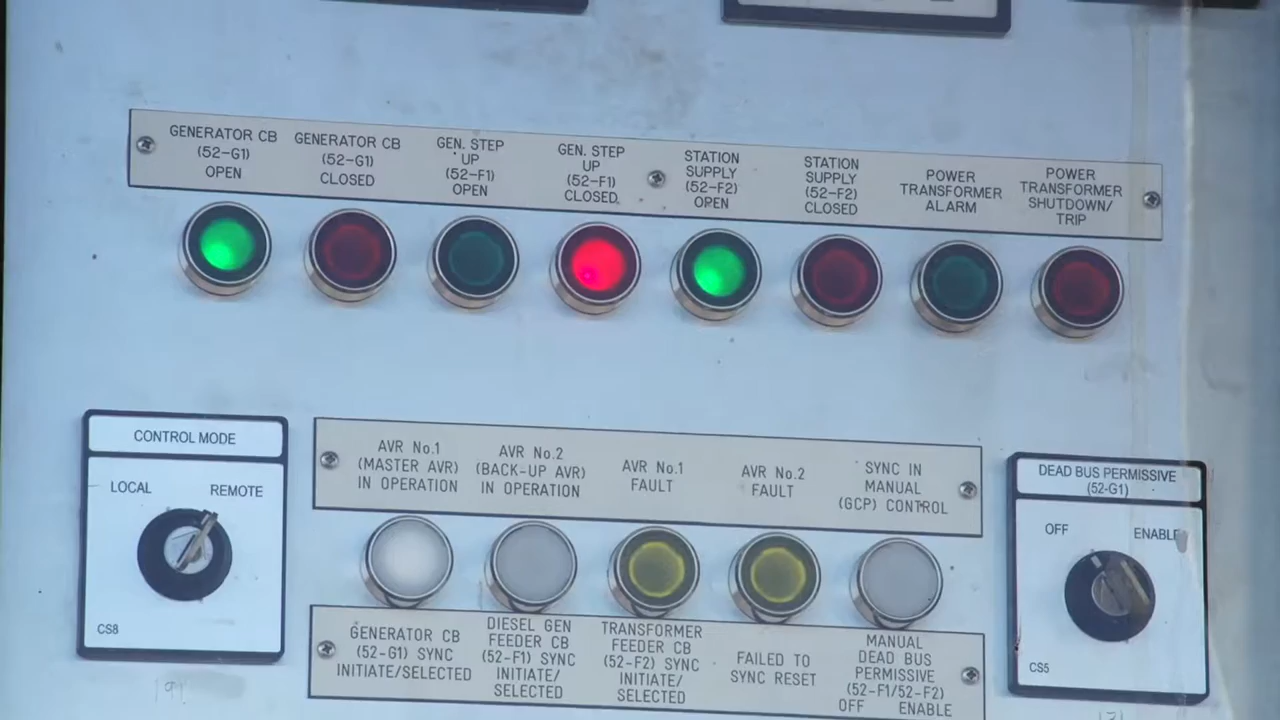 GENERATOR CB
(52-G1)
OPEN
GENERATOR CB
(52-G1)
CLOSED
GEN. STEP
UP
(52-F1)
OPEN
GEN. STEP
UP
(52-F1)
CLOSED
STATION
SUPPLY
(52-F2)
OPEN
STATION
SUPPLY
(52-F2)
CLOSED
POWER
TRANSFORMER
ALARM
POWER
TRANSFORMER
SHUTDOWN/
TRIP
CONTROL MODE
LOCAL REMOTE
CS8
AVR No.1
(MASTER AVR)
IN OPERATION
AVR No.2
(BACK-UP AVR)
IN OPERATION
AVR No.1
FAULT
AVR No.2
FAULT
SYNC IN
MANUAL
(GCP) CONTROL
DEAD BUS PERMISSIVE
(52-G1)
OFF ENABLE
CS5
GENERATOR CB
(52-G1) SYNC
INITIATE/SELECTED
DIESEL GEN
FEEDER CB
(52-F1) SYNC
INITIATE/
SELECTED
TRANSFORMER
FEEDER CB
(52-F2) SYNC
INITIATE/
SELECTED
FAILED TO
SYNC RESET
MANUAL
DEAD BUS
PERMISSIVE
(52-F1/52-F2)
OFF ENABLE